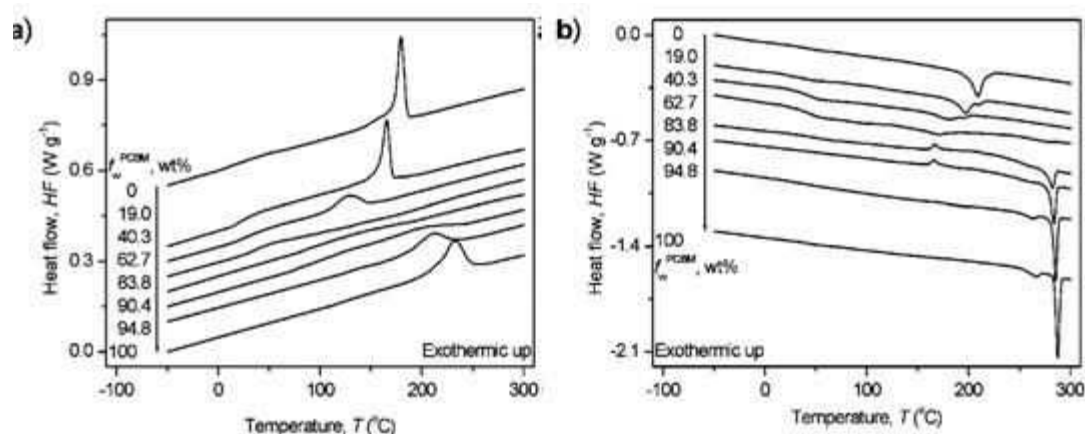 a)
0.9
0.6
0.3
0.0
Heat flow, HF (W g⁻¹)
f_w^PCBM, wt%
0
19.0
40.3
62.7
83.8
90.4
94.8
100
Exothermic up
-100 0 100 200 300
Temperature, T (°C)
b)
0.0
-0.7
-1.4
-2.1
Heat flow, HF (W g⁻¹)
0
19.0
40.3
62.7
83.8
90.4
94.8
100
f_w^PCBM, wt%
Exothermic up
-100 0 100 200 300
Temperature, T (°C)